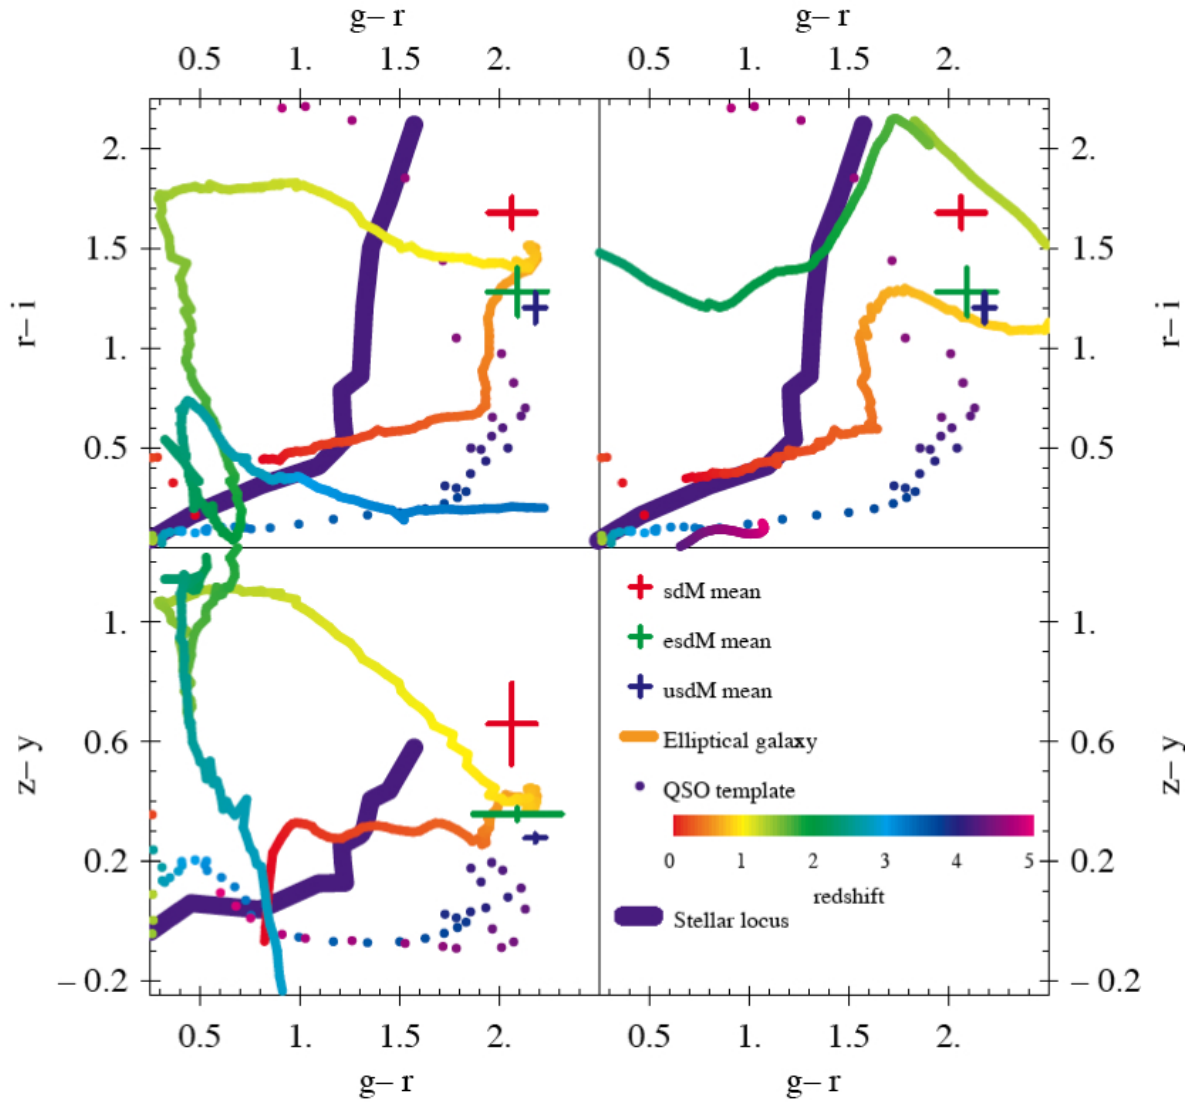 g– r g– r
0.5 1. 1.5 2. 0.5 1. 1.5 2.
2. 2.
1.5 1.5
r– i r– i
1. 1.
0.5 0.5
sdM mean
1. esdM mean 1.
usdM mean
0.6 Elliptical galaxy 0.6
z– y z– y
QSO template
0.2 0 1 2 3 4 5 0.2
redshift
Stellar locus
– 0.2 – 0.2
0.5 1. 1.5 2. 0.5 1. 1.5 2.
g– r g– r